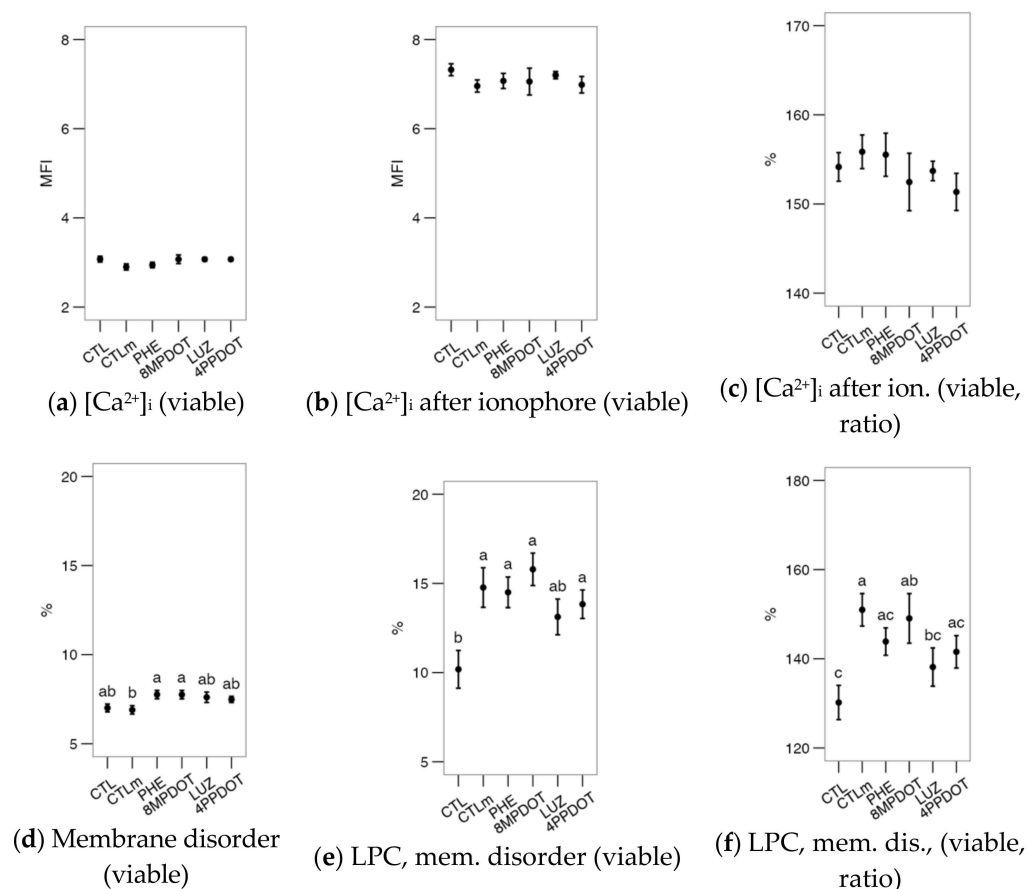 8
6
4
2
MFI
CTL
CTLm
PHE
8MPDOT
LUZ
4PPDOT
(a) [Ca²⁺]ᵢ (viable)
8
6
4
2
MFI
CTL
CTLm
PHE
8MPDOT
LUZ
4PPDOT
(b) [Ca²⁺]ᵢ after ionophore (viable)
170
160
150
140
%
CTL
CTLm
PHE
8MPDOT
LUZ
4PPDOT
(c) [Ca²⁺]ᵢ after ion. (viable,
ratio)
20
15
10
5
%
ab
b
a
a
ab
ab
CTL
CTLm
PHE
8MPDOT
LUZ
4PPDOT
(d) Membrane disorder
(viable)
20
15
10
5
%
b
a
a
a
ab
a
CTL
CTLm
PHE
8MPDOT
LUZ
4PPDOT
(e) LPC, mem. disorder (viable)
180
160
140
120
%
c
a
ac
ab
bc
ac
CTL
CTLm
PHE
8MPDOT
LUZ
4PPDOT
(f) LPC, mem. dis., (viable,
ratio)